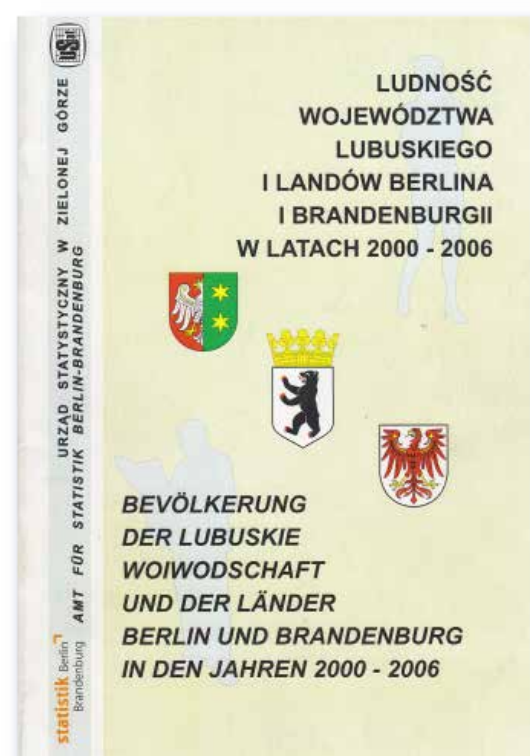 USnt
URZĄD STATYSTYCZNY W ZIELONEJ GÓRZE
AMT FÜR STATISTIK BERLIN-BRANDENBURG
statistik Berlin
Brandenburg
LUDNOŚĆ
WOJEWÓDZTWA
LUBUSKIEGO
I LANDÓW BERLINA
I BRANDENBURGII
W LATACH 2000 - 2006
BEVÖLKERUNG
DER LUBUSKIE
WOIWODSCHAFT
UND DER LÄNDER
BERLIN UND BRANDENBURG
IN DEN JAHREN 2000 - 2006